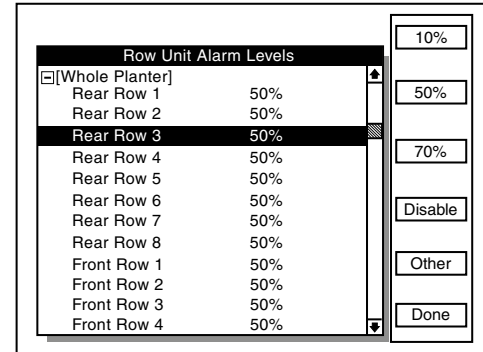 Row Unit Alarm Levels
[Whole Planter]
Rear Row 1 50%
Rear Row 2 50%
Rear Row 3 50%
Rear Row 4 50%
Rear Row 5 50%
Rear Row 6 50%
Rear Row 7 50%
Rear Row 8 50%
Front Row 1 50%
Front Row 2 50%
Front Row 3 50%
Front Row 4 50%
10%
50%
70%
Disable
Other
Done